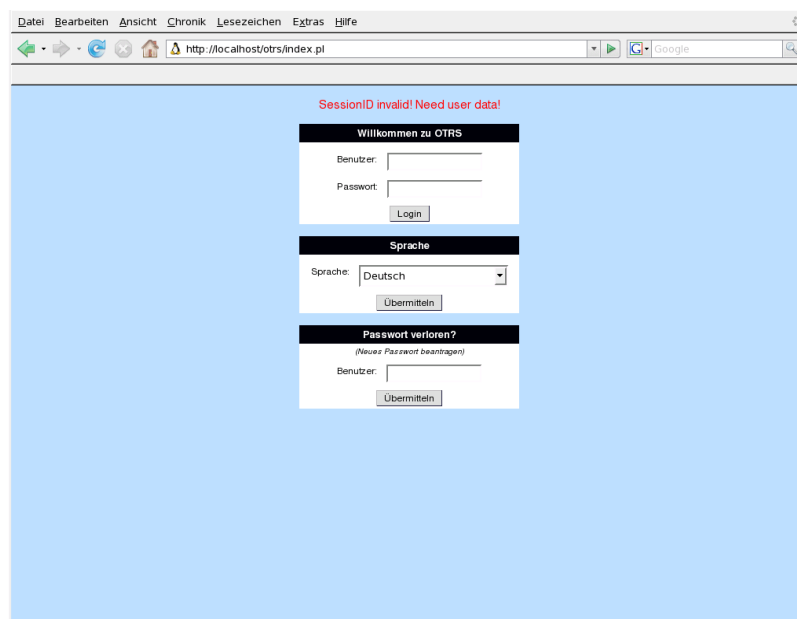 Datei Bearbeiten Ansicht Chronik Lesezeichen Extras Hilfe
http://localhost/otrs/index.pl G Google
SessionID invalid! Need user data!
Willkommen zu OTRS
Benutzer:
Passwort:
Login
Sprache
Sprache: Deutsch
Übermitteln
Passwort verloren?
(Neues Passwort beantragen)
Benutzer:
Übermitteln